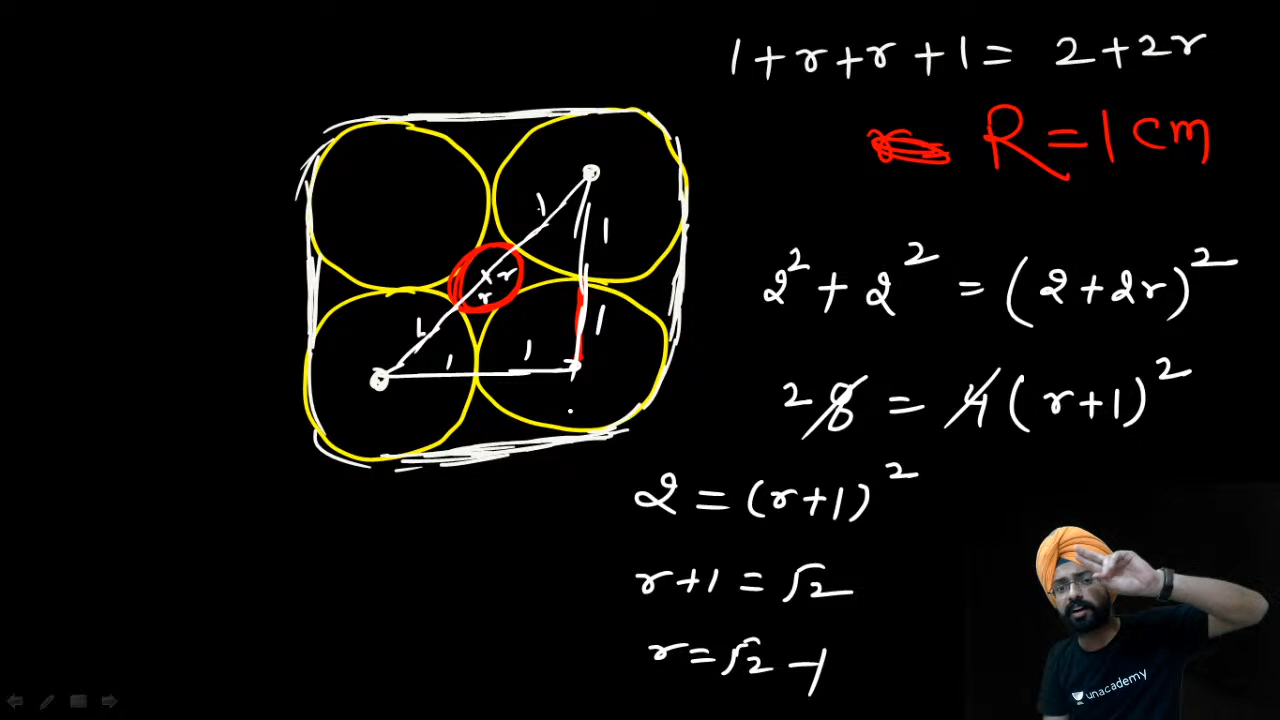 1 + r + r + 1 = 2 + 2r
R = 1 cm
1
1
r
r
1
1
1
1
2² + 2² = (2 + 2r)²
2 8 = 4 (r + 1)²
2 = (r + 1)²
r + 1 = √2
r = √2 - 1
unacademy